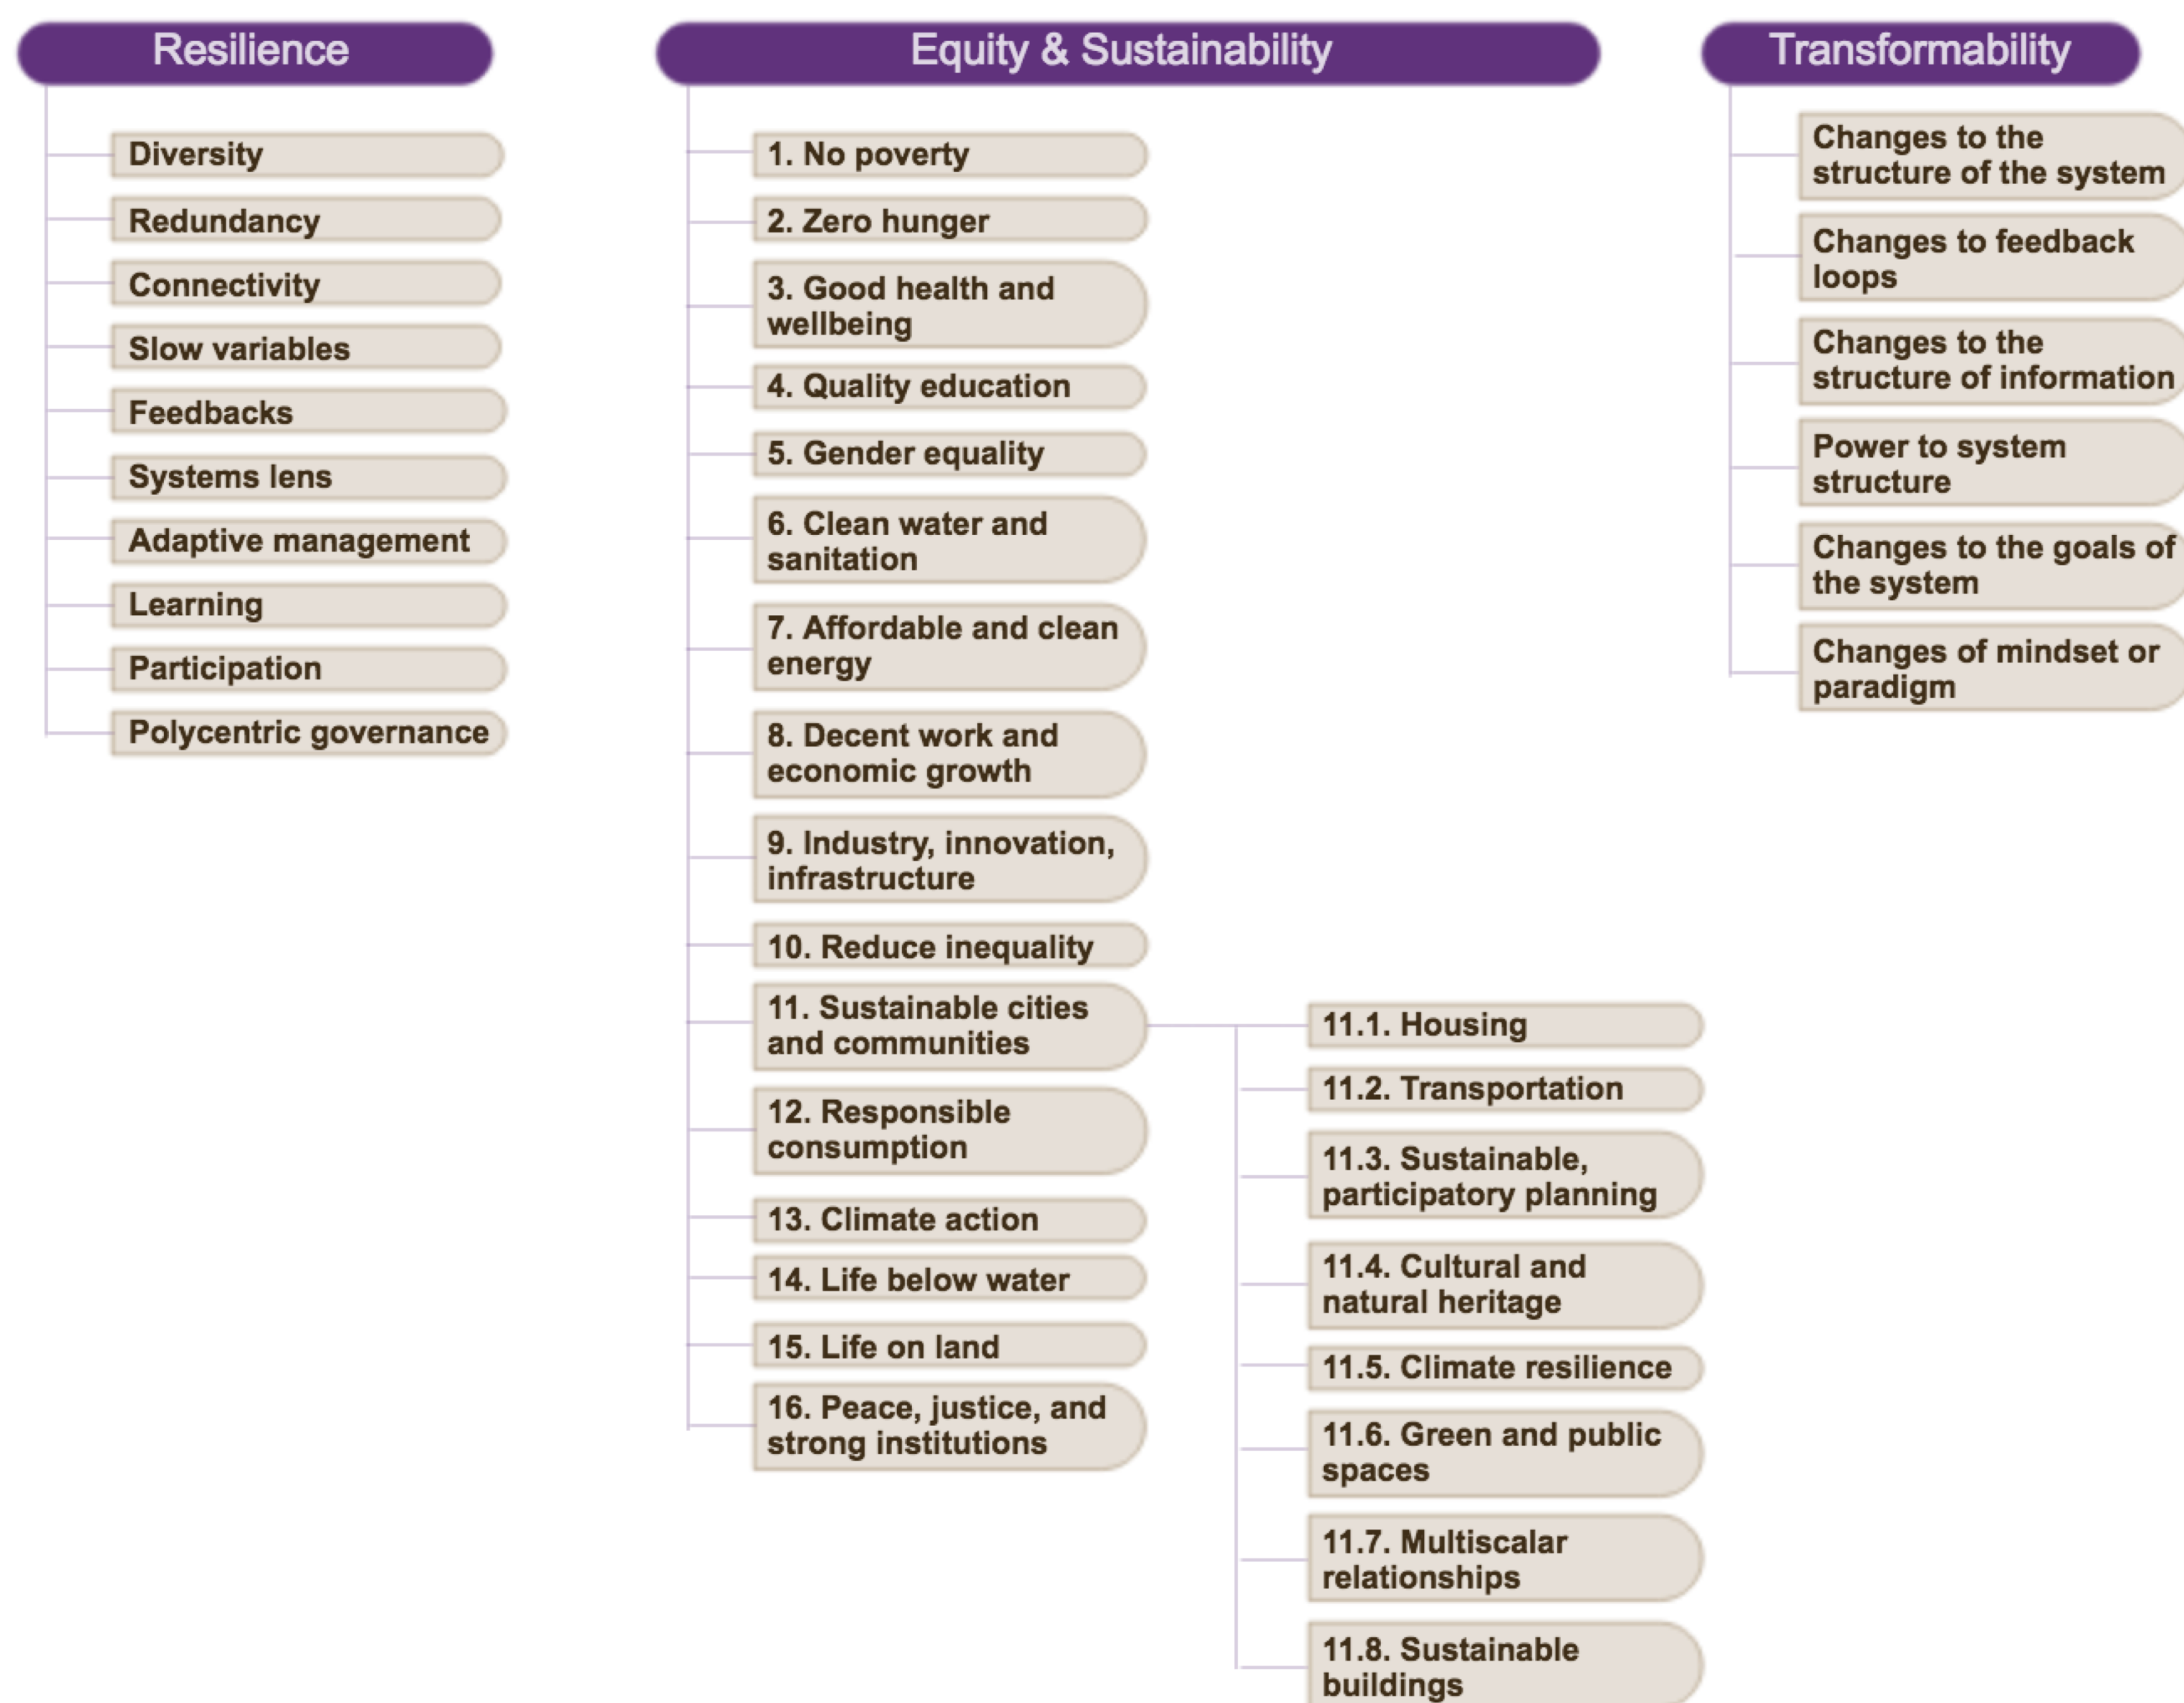 Resilience
Diversity
Redundancy
Connectivity
Slow variables
Feedbacks
Systems lens
Adaptive management
Learning
Participation
Polycentric governance
Equity & Sustainability
1. No poverty
2. Zero hunger
3. Good health and
wellbeing
4. Quality education
5. Gender equality
6. Clean water and
sanitation
7. Affordable and clean
energy
8. Decent work and
economic growth
9. Industry, innovation,
infrastructure
10. Reduce inequality
11. Sustainable cities
and communities
12. Responsible
consumption
13. Climate action
14. Life below water
15. Life on land
16. Peace, justice, and
strong institutions
11.1. Housing
11.2. Transportation
11.3. Sustainable,
participatory planning
11.4. Cultural and
natural heritage
11.5. Climate resilience
11.6. Green and public
spaces
11.7. Multiscalar
relationships
11.8. Sustainable
buildings
Transformability
Changes to the
structure of the system
Changes to feedback
loops
Changes to the
structure of information
Power to system
structure
Changes to the goals of
the system
Changes of mindset or
paradigm